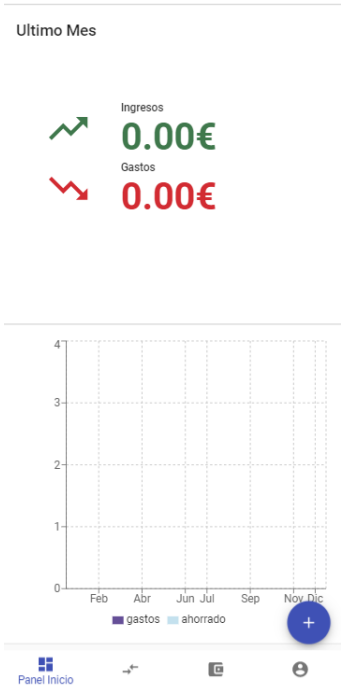 Ultimo Mes
Ingresos
0.00€
Gastos
0.00€
4
3
2
1
0
Feb Abr Jun Jul Sep Nov Dic
gastos ahorrado
+
Panel Inicio